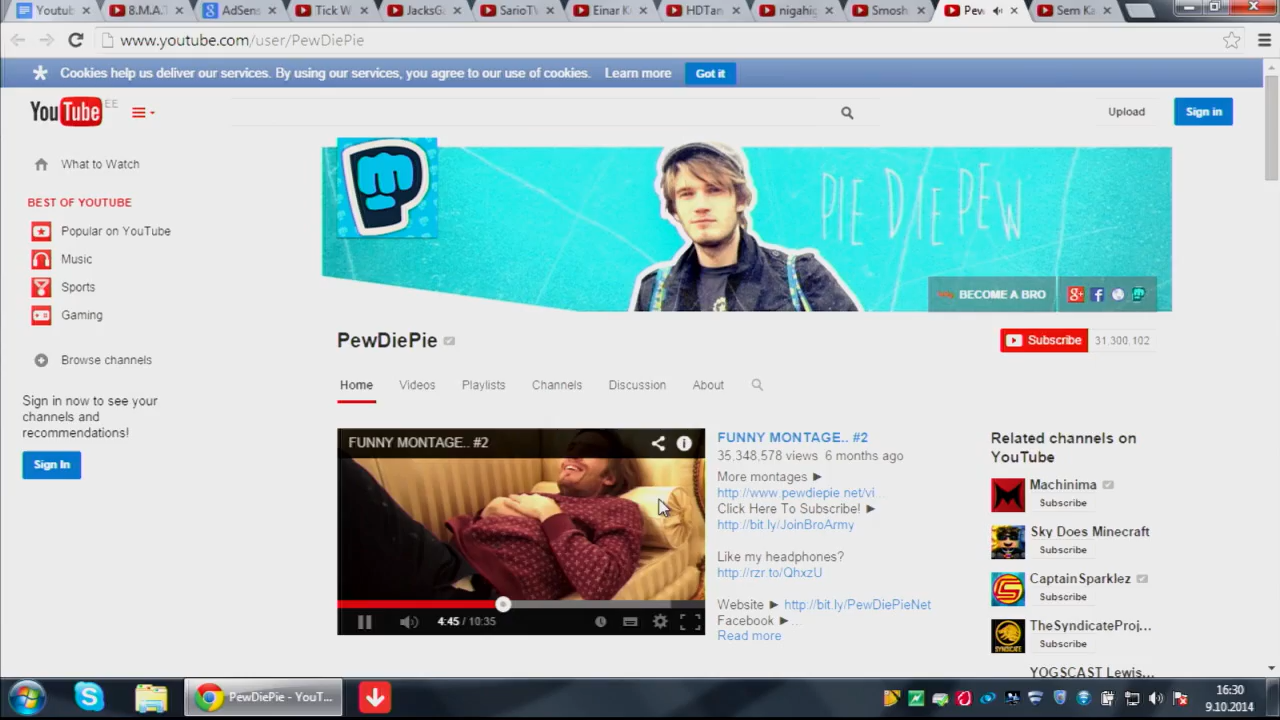 Youtub
8.M.A.T
AdSens
Tick W
JacksGa
SarioTV
Einar Ka
HDTan
nigahig
Smosh
Pew
Sem Ka
www.youtube.com/user/PewDiePie
Cookies help us deliver our services. By using our services, you agree to our use of cookies. Learn more Got it
YouTube EE
Upload Sign in
What to Watch
BEST OF YOUTUBE
Popular on YouTube
Music
Sports
Gaming
Browse channels
Sign in now to see your
channels and
recommendations!
Sign In
PIE DIE PEW
BECOME A BRO
PewDiePie
Subscribe 31,300,102
Home Videos Playlists Channels Discussion About
FUNNY MONTAGE.. #2
4:45 / 10:35
FUNNY MONTAGE.. #2
35,348,578 views 6 months ago
More montages ►
http://www.pewdiepie.net/vi...
Click Here To Subscribe! ►
http://bit.ly/JoinBroArmy
Like my headphones?
http://rzr.to/QhxzU
Website ► http://bit.ly/PewDiePieNet
Facebook ►...
Read more
Related channels on
YouTube
Machinima
Subscribe
Sky Does Minecraft
Subscribe
CaptainSparklez
Subscribe
TheSyndicateProj...
Subscribe
YOGSCAST Lewis...
PewDiePie - YouT...
16:30
9.10.2014